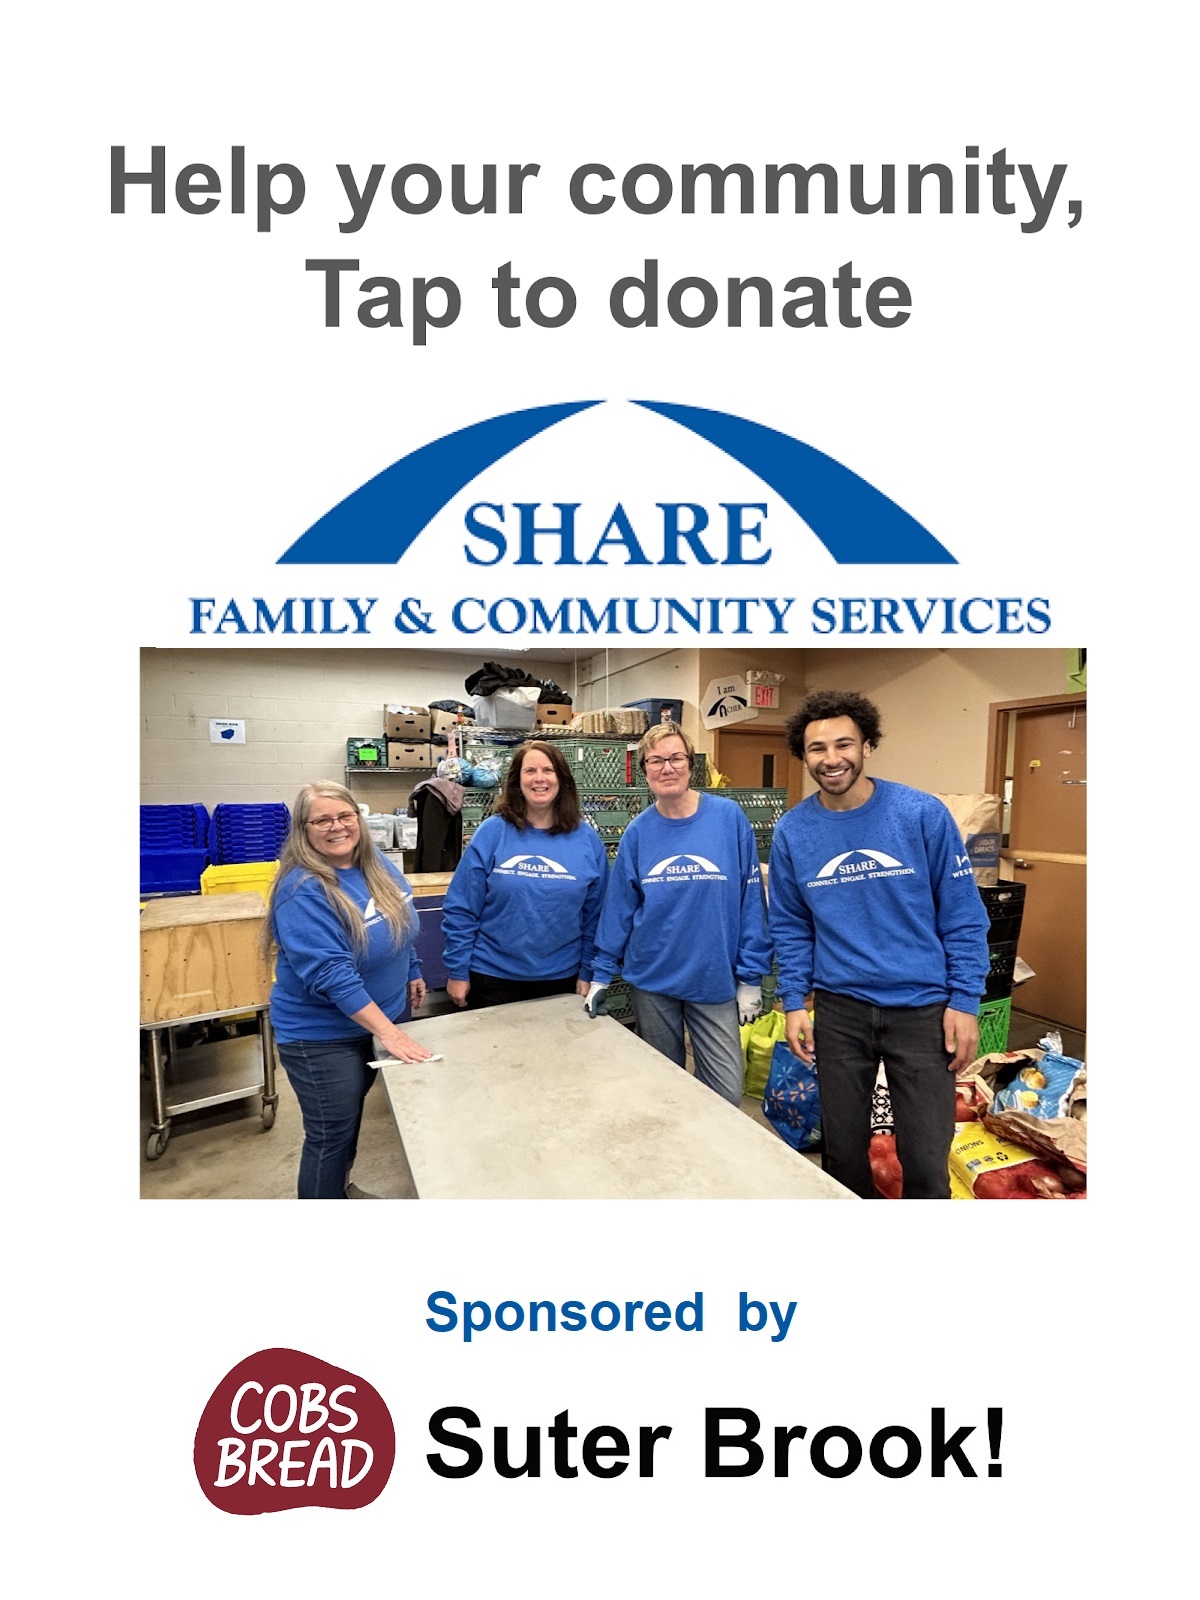 Help your community,
Tap to donate
SHARE
FAMILY & COMMUNITY SERVICES
I am
EXIT
SHARE
CONNECT. ENGAGE. STRENGTHEN.
SHARE
CONNECT. ENGAGE. STRENGTHEN.
SHARE
CONNECT. ENGAGE. STRENGTHEN.
ONIONS
Sponsored by
COBS
BREAD
Suter Brook!